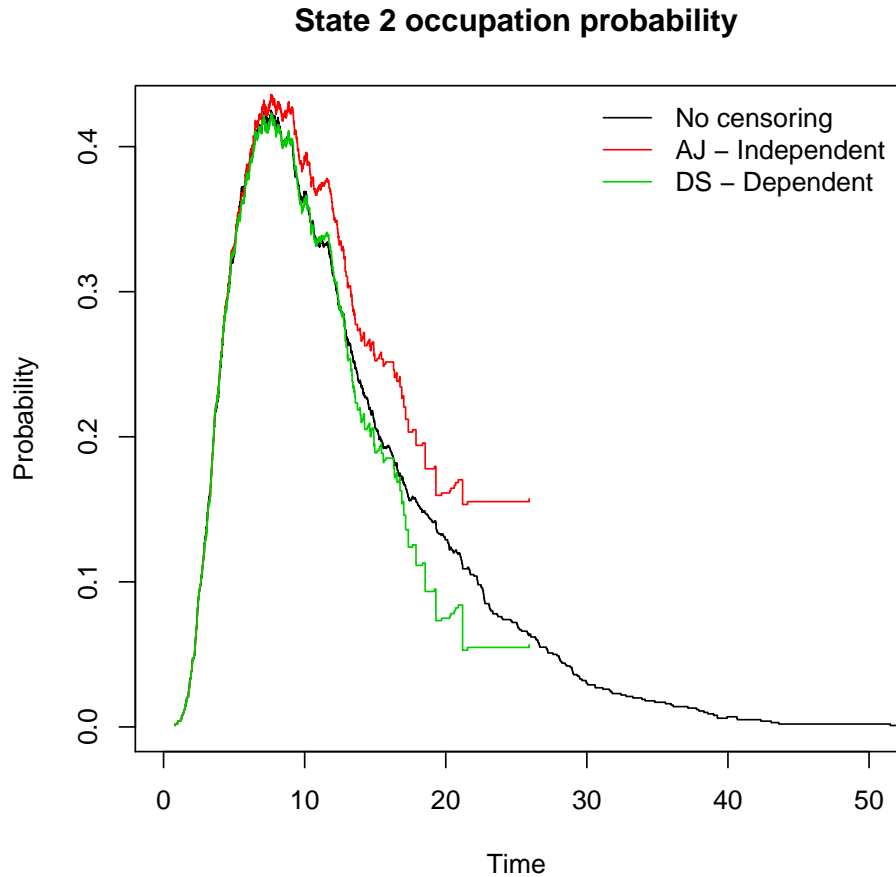 State 2 occupation probability
No censoring
AJ − Independent
DS − Dependent
Probability
0.4
0.3
0.2
0.1
0.0
0 10 20 30 40 50
Time